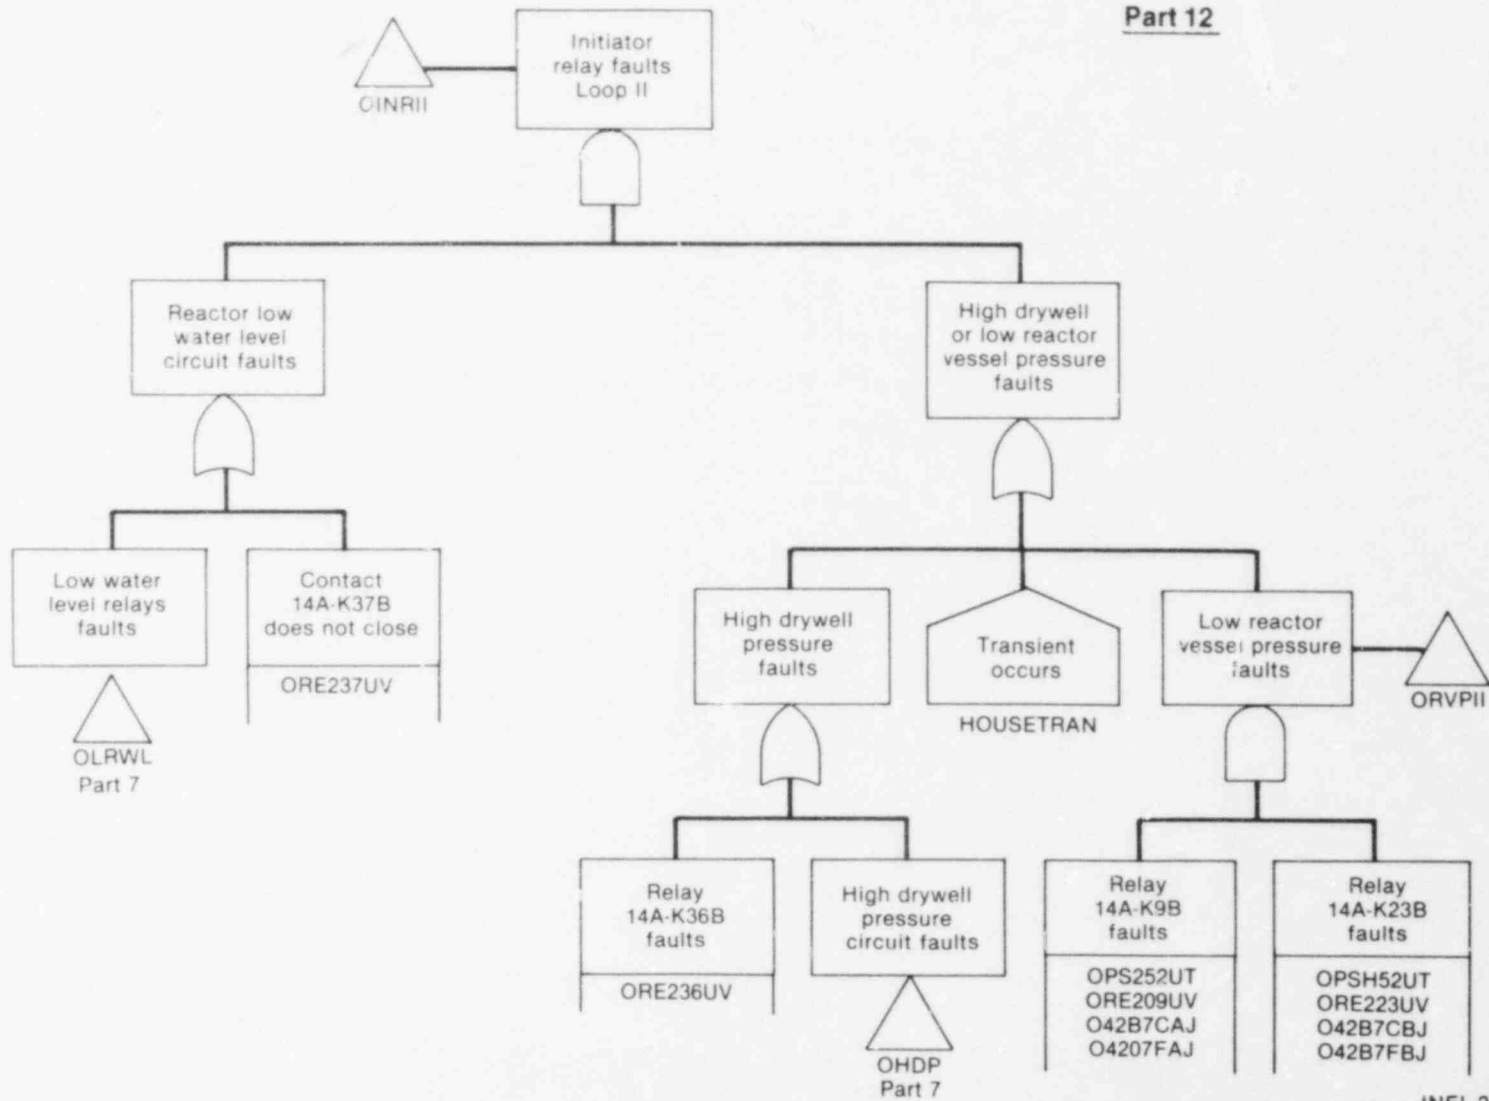 Part 12
Initiator
relay faults
Loop II
OINRII
Reactor low
water level
circuit faults
High drywell
or low reactor
vessel pressure
faults
Low water
level relays
faults
OLRWL
Part 7
Contact
14A-K37B
does not close
ORE237UV
High drywell
pressure
faults
Transient
occurs
HOUSETRAN
Low reactor
vessel pressure
faults
ORVPII
Relay
14A-K36B
faults
ORE236UV
High drywell
pressure
circuit faults
OHDP
Part 7
Relay
14A-K9B
faults
OPS252UT
ORE209UV
O42B7CAJ
O4207FAJ
Relay
14A-K23B
faults
OPSH52UT
ORE223UV
O42B7CBJ
O42B7FBJ